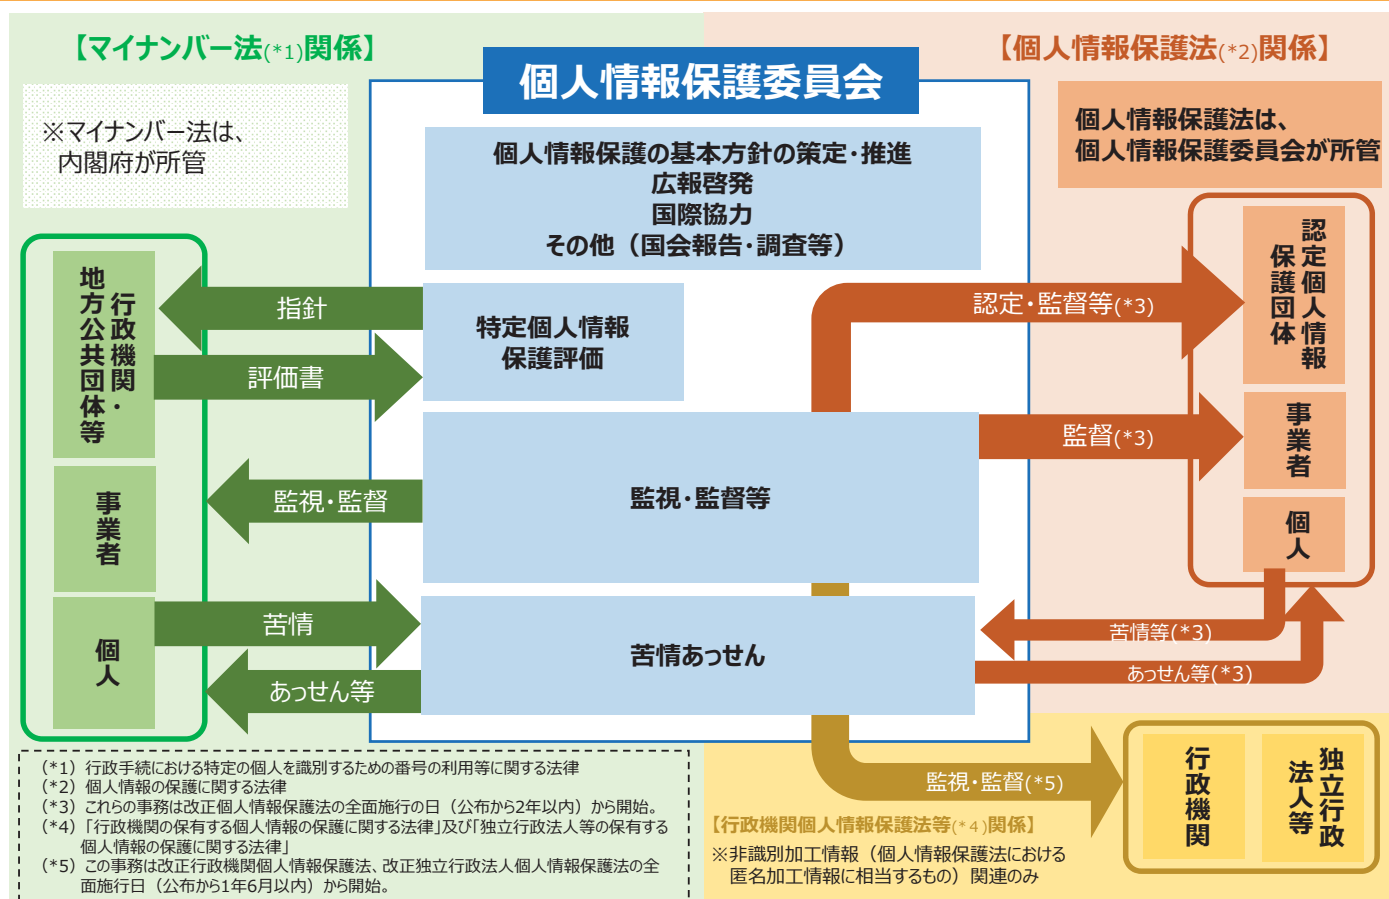 【マイナンバー法(*1)関係】
※マイナンバー法は、
内閣府が所管
個人情報保護委員会
個人情報保護の基本方針の策定・推進
広報啓発
国際協力
その他（国会報告・調査等）
【個人情報保護法(*2)関係】
個人情報保護法は、
個人情報保護委員会が所管
行政機関・
地方公共団体等
事業者
個人
指針
評価書
監視・監督
苦情
あっせん等
特定個人情報
保護評価
監視・監督等
苦情あっせん
認定・監督等(*3)
監督(*3)
苦情等(*3)
あっせん等(*3)
認定個人情報
保護団体
事業者
個人
監視・監督(*5)
行政機関
独立行政
法人等
【行政機関個人情報保護法等(*4)関係】
※非識別加工情報（個人情報保護法における
匿名加工情報に相当するもの）関連のみ
(*1) 行政手続における特定の個人を識別するための番号の利用等に関する法律
(*2) 個人情報の保護に関する法律
(*3) これらの事務は改正個人情報保護法の全面施行の日（公布から2年以内）から開始。
(*4)「行政機関の保有する個人情報の保護に関する法律」及び「独立行政法人等の保有する
個人情報の保護に関する法律」
(*5) この事務は改正行政機関個人情報保護法、改正独立行政法人個人情報保護法の全
面施行日（公布から1年6月以内）から開始。